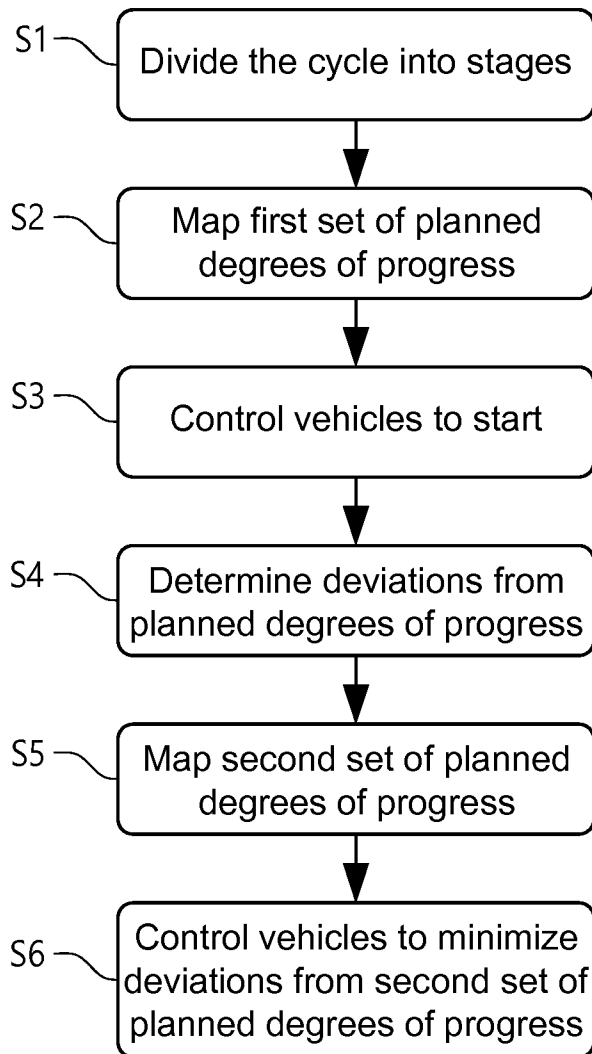 S1
Divide the cycle into stages
S2
Map first set of planned
degrees of progress
S3
Control vehicles to start
S4
Determine deviations from
planned degrees of progress
S5
Map second set of planned
degrees of progress
S6
Control vehicles to minimize
deviations from second set of
planned degrees of progress